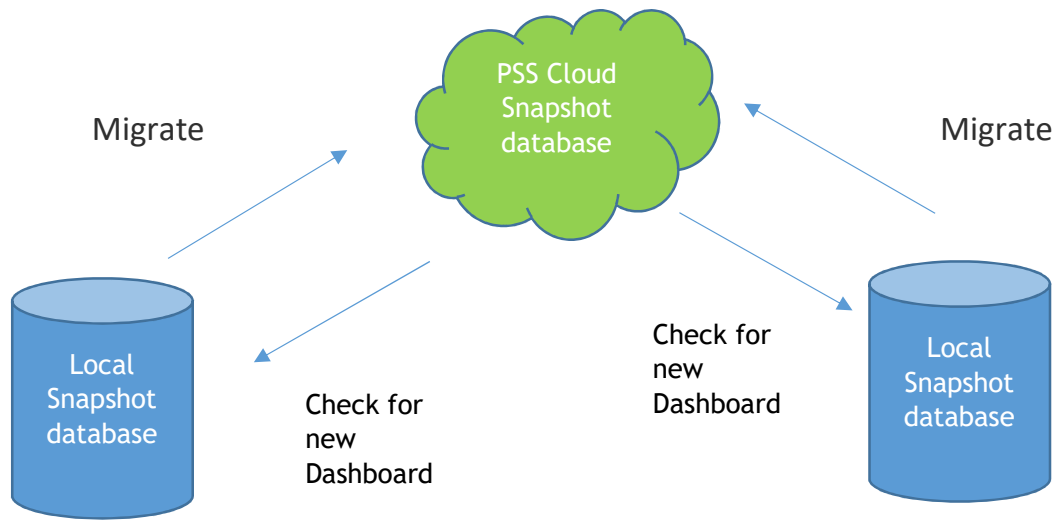 PSS Cloud
Snapshot
database
Migrate
Migrate
Local
Snapshot
database
Check for
new
Dashboard
Check for
new
Dashboard
Local
Snapshot
database